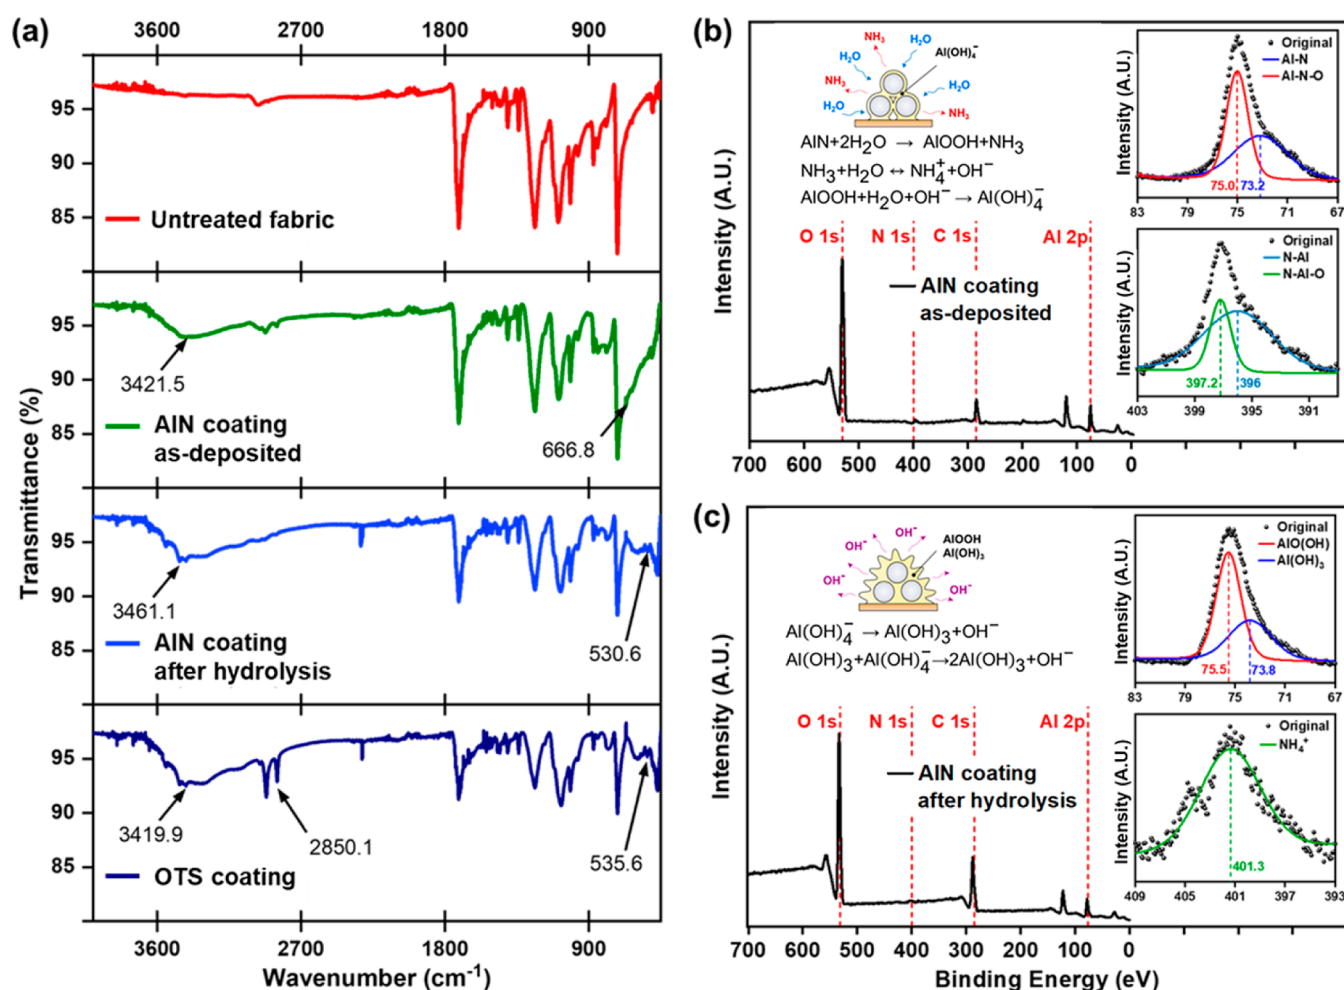 (a)
3600 2700 1800 900
95
90
85
Untreated fabric
95
90
85
3421.5
666.8
AlN coating
as-deposited
95
90
85
3461.1
530.6
AlN coating
after hydrolysis
95
90
85
3419.9
2850.1
535.6
OTS coating
3600 2700 1800 900
Transmittance (%)
Wavenumber (cm⁻¹)
(b)
NH₃ H₂O Al(OH)₄⁻
H₂O
NH₃ H₂O
H₂O NH₃
AlN+2H₂O → AlOOH+NH₃
NH₃+H₂O ↔ NH₄⁺+OH⁻
AlOOH+H₂O+OH⁻ → Al(OH)₄⁻
O 1s N 1s C 1s Al 2p
AlN coating
as-deposited
Intensity (A.U.)
700 600 500 400 300 200 100 0
Original
Al-N
Al-N-O
75.0 73.2
83 79 75 71 67
Intensity (A.U.)
Original
N-Al
N-Al-O
397.2 396
403 399 395 391
Intensity (A.U.)
(c)
OH⁻ OH⁻ AlOOH
OH⁻ Al(OH)₃
OH⁻ OH⁻
Al(OH)₄⁻ → Al(OH)₃+OH⁻
Al(OH)₃+Al(OH)₄⁻→2Al(OH)₃+OH⁻
O 1s N 1s C 1s Al 2p
AlN coating
after hydrolysis
Intensity (A.U.)
700 600 500 400 300 200 100 0
Binding Energy (eV)
Original
AlO(OH)
Al(OH)₃
75.5 73.8
83 79 75 71 67
Intensity (A.U.)
Original
NH₄⁺
401.3
409 405 401 397 393
Intensity (A.U.)